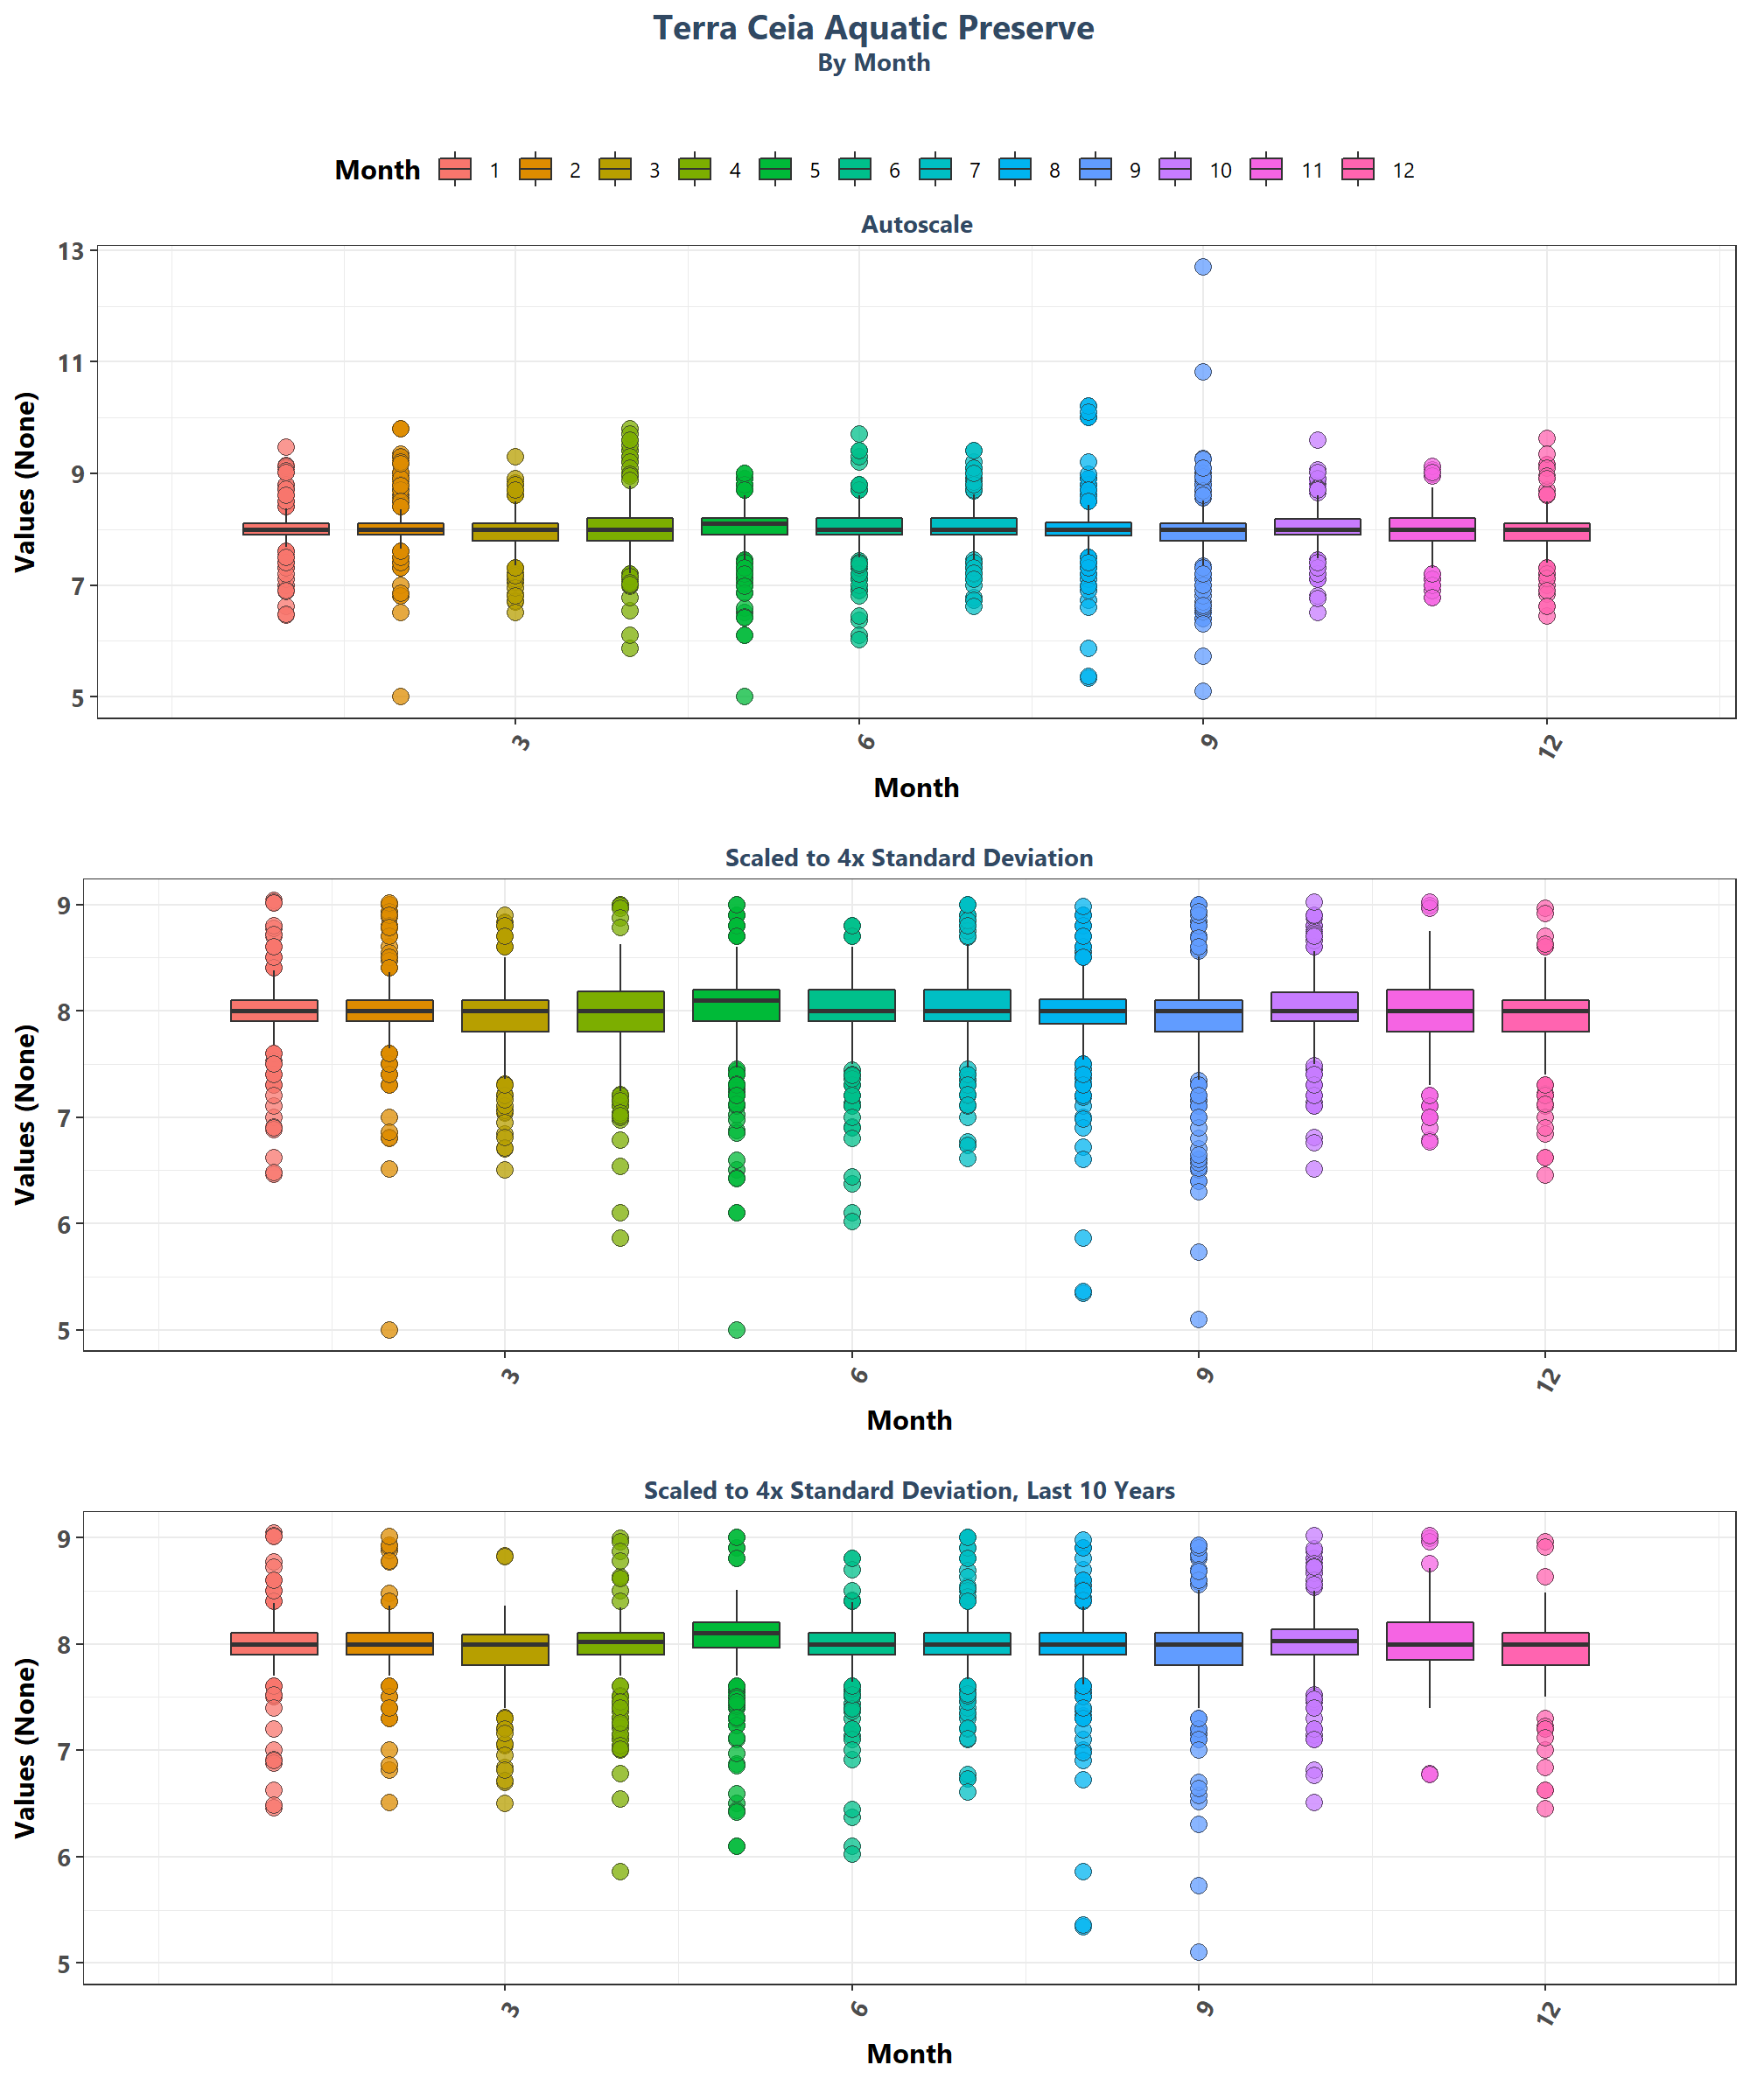 Terra Ceia Aquatic Preserve
By Month
Month 1 2 3 4 5 6 7 8 9 10 11 12
Autoscale
Values (None)
13
11
9
7
5
3 6 9 12
Month
Scaled to 4x Standard Deviation
Values (None)
9
8
7
6
5
3 6 9 12
Month
Scaled to 4x Standard Deviation, Last 10 Years
Values (None)
9
8
7
6
5
3 6 9 12
Month